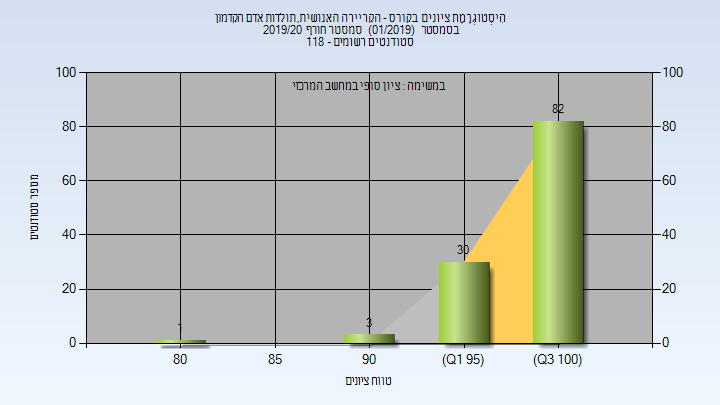 היסטוגרמת ציונים בקורס - הקריירה האנושית,תולדות אדם הקדמון
בסמסטר (01/2019) סמסטר חורף 2019/20
סטודנטים רשומים - 118
במשימה : ציון סופי במחשב המרכזי
100 100
82
80 80
60 60
40 40
30
20 20
3
1
0 0
80 85 90 (Q1 95) (Q3 100)
מספר סטודנטים
טווח ציונים